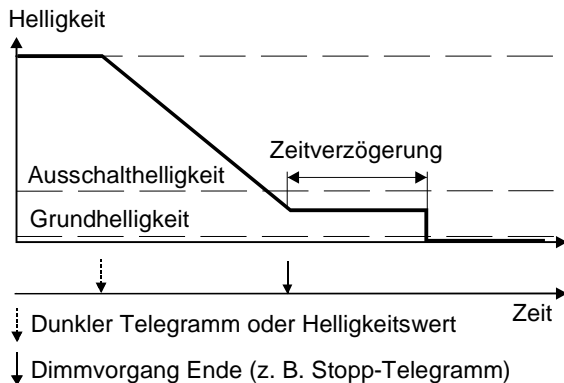 Helligkeit
Zeitverzögerung
Ausschalthelligkeit
Grundhelligkeit
Zeit
Dunkler Telegramm oder Helligkeitswert
Dimmvorgang Ende (z. B. Stopp-Telegramm)